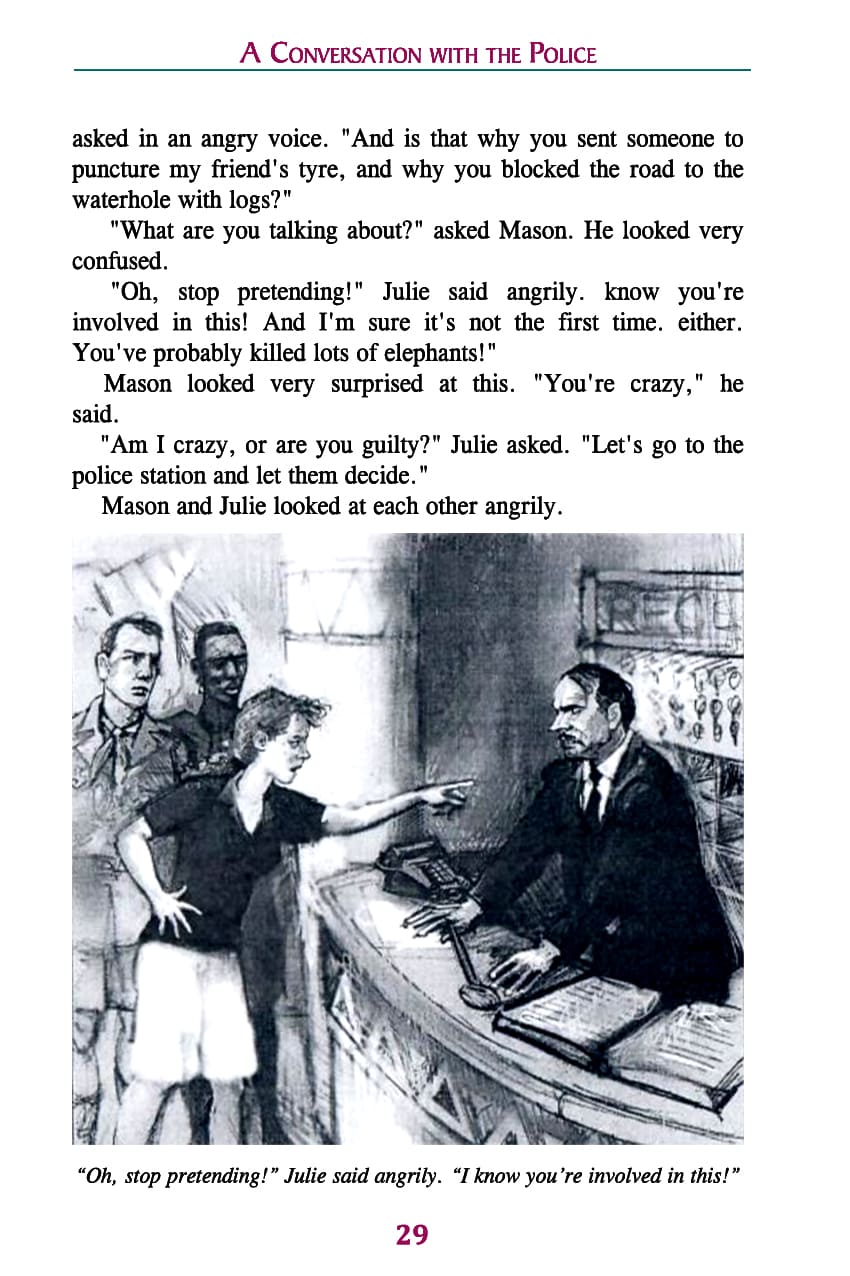 A CONVERSATION WITH THE POLICE
asked in an angry voice. "And is that why you sent someone to
puncture my friend's tyre, and why you blocked the road to the
waterhole with logs?"
"What are you talking about?" asked Mason. He looked very
confused.
"Oh, stop pretending!" Julie said angrily. know you're
involved in this! And I'm sure it's not the first time. either.
You've probably killed lots of elephants!"
Mason looked very surprised at this. "You're crazy," he
said.
"Am I crazy, or are you guilty?" Julie asked. "Let's go to the
police station and let them decide."
Mason and Julie looked at each other angrily.
“Oh, stop pretending!” Julie said angrily. “I know you’re involved in this!”
29